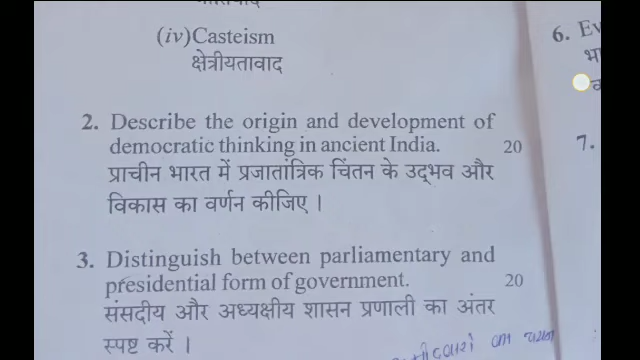 (iv) Casteism
क्षेत्रीयतावाद
2. Describe the origin and development of
democratic thinking in ancient India. 20
प्राचीन भारत में प्रजातांत्रिक चिंतन के उद्भव और
विकास का वर्णन कीजिए ।
3. Distinguish between parliamentary and
presidential form of government. 20
संसदीय और अध्यक्षीय शासन प्रणाली का अंतर
स्पष्ट करें ।
6. Ev
भा
7.